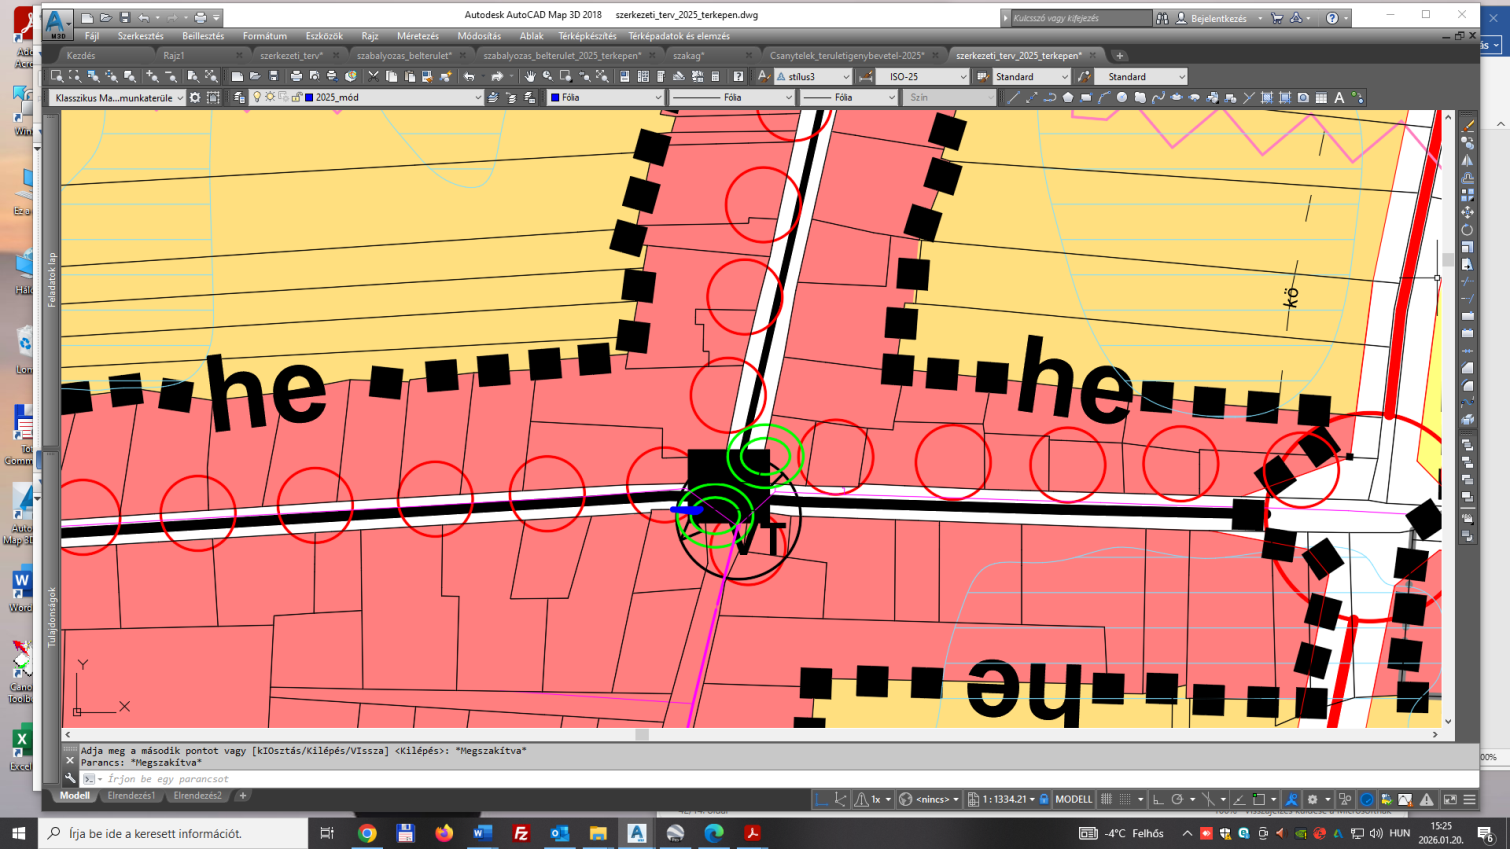 Autodesk AutoCAD Map 3D 2018 szerkezeti_terv_2025_terkepen.dwg
Kulcsszó vagy kifejezés
Bejelentkezés
M3D
Fájl Szerkesztés Beillesztés Formátum Eszközök Rajz Méretezés Módosítás Ablak Térképkészítés Térképadatok és elemzés
Kezdés Rajz1 szerkezeti_terv* szabalyozas_belterulet* szabalyozas_belterulet_2025_terkepen* szakag* Csanytelek_teruletigenybevetel-2025* szerkezeti_terv_2025_terkepen*
stílus3 ISO-25 Standard Standard
Klasszikus Ma...munkaterüle 2025_mód Fólia Fólia Fólia Szín
Feladatok lap
kö
he
he
he
Tulajdonságok
Y
X
Adja meg a második pontot vagy [kIOsztás/Kilépés/VIssza] <Kilépés>: *Megszakítva*
Parancs: *Megszakítva*
Írjon be egy parancsot
Modell Elrendezés1 Elrendezés2
1x <nincs> 1 : 1334.21 MODELL
Írja be ide a keresett információt.
-4°C Felhős
HUN
15:25
2026.01.20.
6